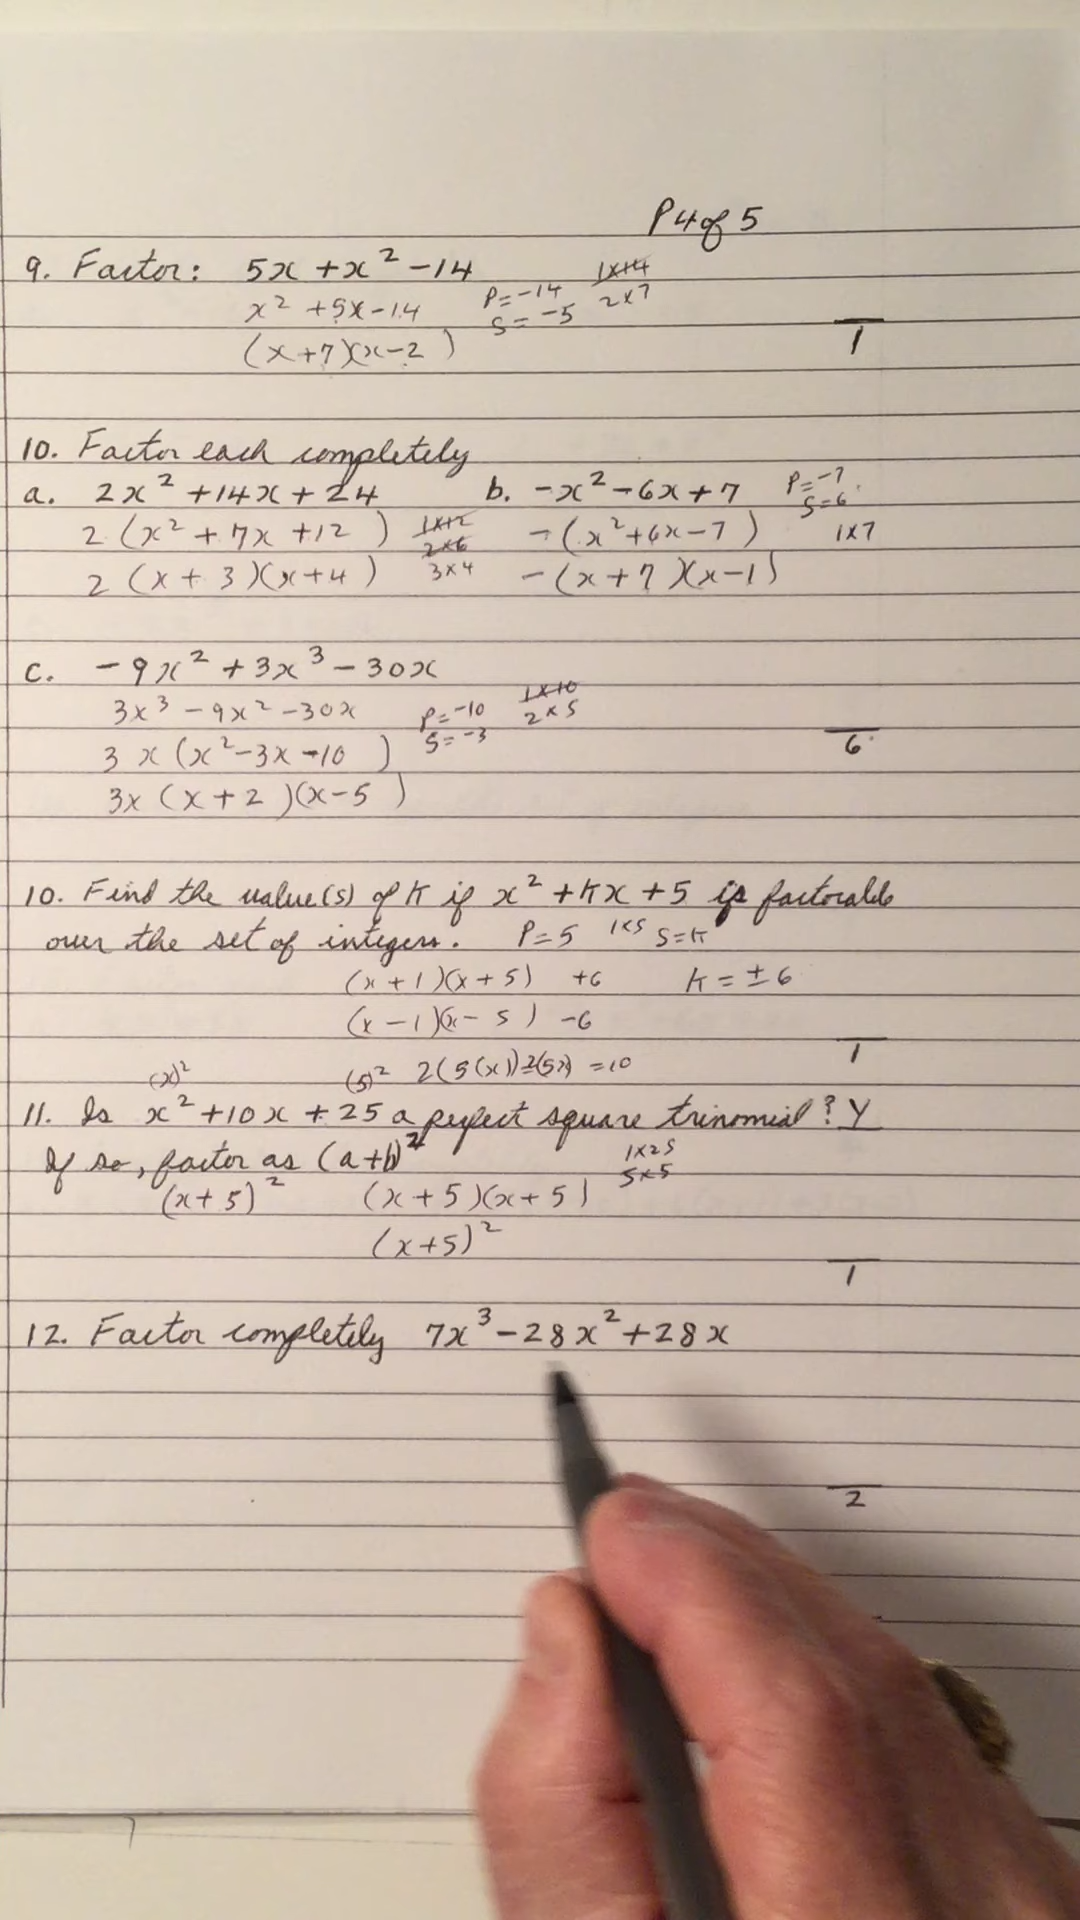 P 4 of 5
9. Factor: 5x + x² - 14
1x14
x² + 5x - 14 P = -14 2x7
S = -5
(x+7)(x-2)
1
10. Factor each completely
a. 2x² + 14x + 24 b. -x² - 6x + 7 P = -7
S = 6
2(x² + 7x + 12) 1x12 -(x² + 6x - 7) 1x7
2x6
2(x + 3)(x + 4) 3x4 -(x + 7)(x - 1)
c. -9x² + 3x³ - 30x
3x³ - 9x² - 30x P = -10 1x10
S = -3 2x5
3x(x² - 3x - 10) 6
3x(x + 2)(x - 5)
10. Find the value(s) of K if x² + Kx + 5 is factorable
over the set of integers. P = 5 1x5 S = K
(x + 1)(x + 5) +6 K = ± 6
(x - 1)(x - 5) -6
1
(x)² (5)² 2(5(x)) 2(5x) = 10
11. Is x² + 10x + 25 a perfect square trinomial? Y
If so, factor as (a+b)² 1x25
5x5
(x + 5)² (x + 5)(x + 5)
(x+5)²
1
12. Factor completely 7x³ - 28x² + 28x
2